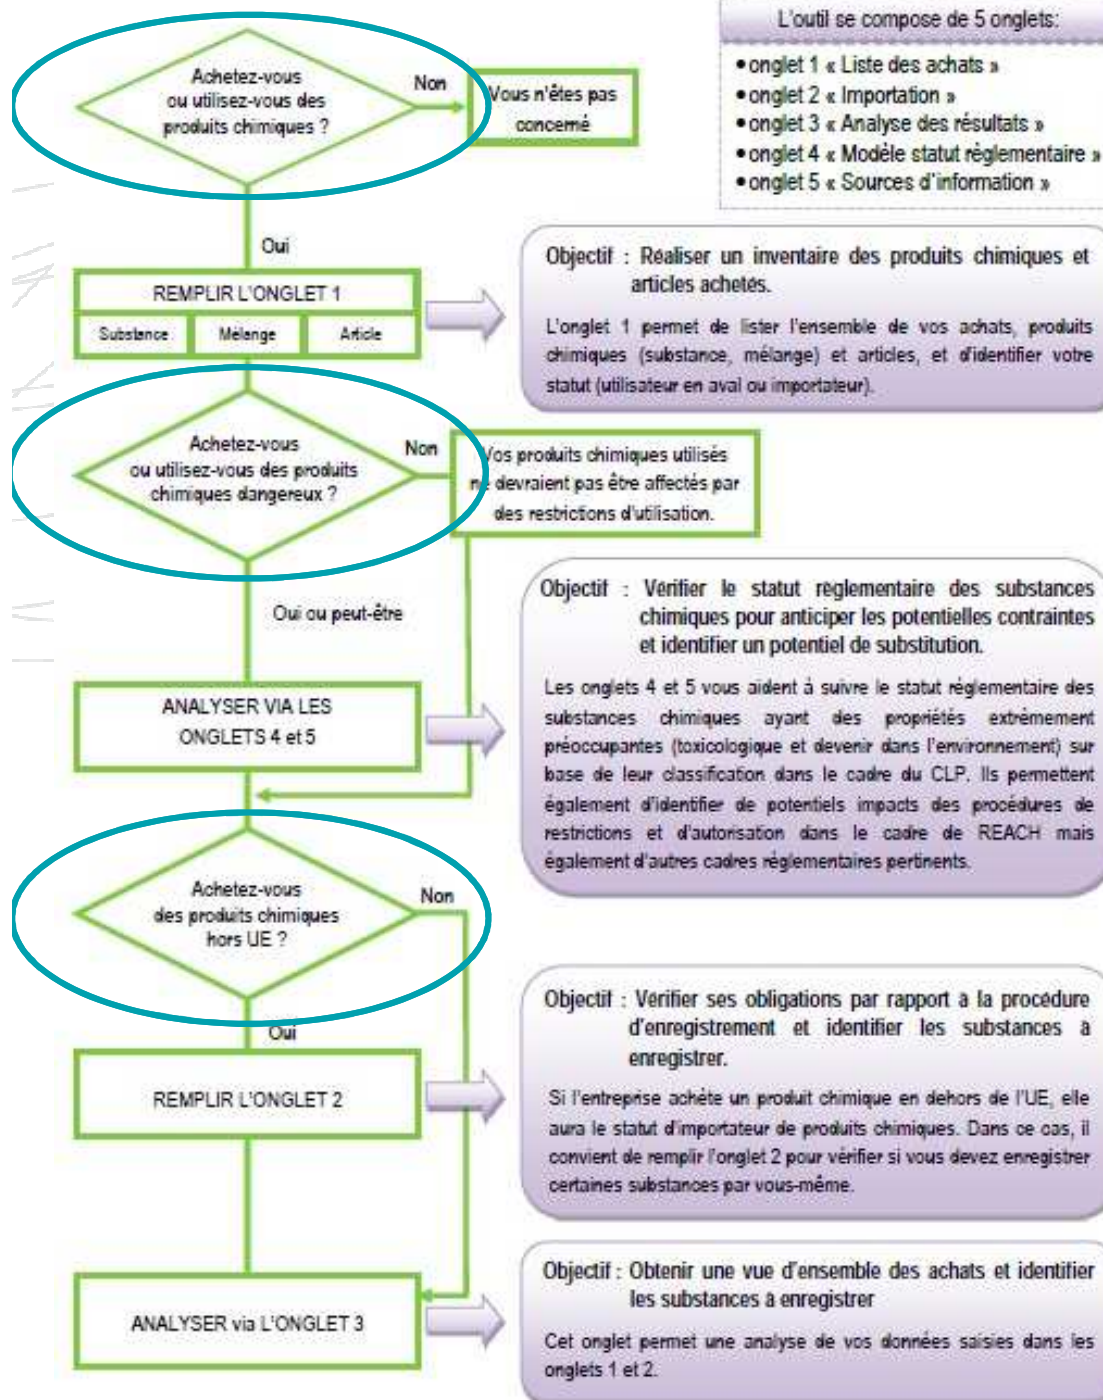 L'outil se compose de 5 onglets:
• onglet 1 « Liste des achats »
• onglet 2 « Importation »
• onglet 3 « Analyse des résultats »
• onglet 4 « Modèle statut règlementaire »
• onglet 5 « Sources d'information »
Achetez-vous
ou utilisez-vous des
produits chimiques ?
Non
Vous n'êtes pas
concerné
Oui
REMPLIR L'ONGLET 1
Substance
Mélange
Article
Objectif : Réaliser un inventaire des produits chimiques et
articles achetés.
L'onglet 1 permet de lister l'ensemble de vos achats, produits
chimiques (substance, mélange) et articles, et d'identifier votre
statut (utilisateur en aval ou importateur).
Achetez-vous
ou utilisez-vous des produits
chimiques dangereux ?
Non
Vos produits chimiques utilisés
ne devraient pas être affectés par
des restrictions d'utilisation.
Oui ou peut-être
ANALYSER VIA LES
ONGLETS 4 et 5
Objectif : Vérifier le statut règlementaire des substances
chimiques pour anticiper les potentielles contraintes
et identifier un potentiel de substitution.
Les onglets 4 et 5 vous aident à suivre le statut règlementaire des
substances chimiques ayant des propriétés extrêmement
préoccupantes (toxicologique et devenir dans l'environnement) sur
base de leur classification dans le cadre du CLP. Ils permettent
également d'identifier de potentiels impacts des procédures de
restrictions et d'autorisation dans le cadre de REACH mais
également d'autres cadres réglementaires pertinents.
Achetez-vous
des produits chimiques
hors UE ?
Non
Oui
REMPLIR L'ONGLET 2
Objectif : Vérifier ses obligations par rapport à la procédure
d'enregistrement et identifier les substances à
enregistrer.
Si l'entreprise achète un produit chimique en dehors de l'UE, elle
aura le statut d'importateur de produits chimiques. Dans ce cas, il
convient de remplir l'onglet 2 pour vérifier si vous devez enregistrer
certaines substances par vous-même.
ANALYSER via L'ONGLET 3
Objectif : Obtenir une vue d'ensemble des achats et identifier
les substances à enregistrer
Cet onglet permet une analyse de vos données saisies dans les
onglets 1 et 2.